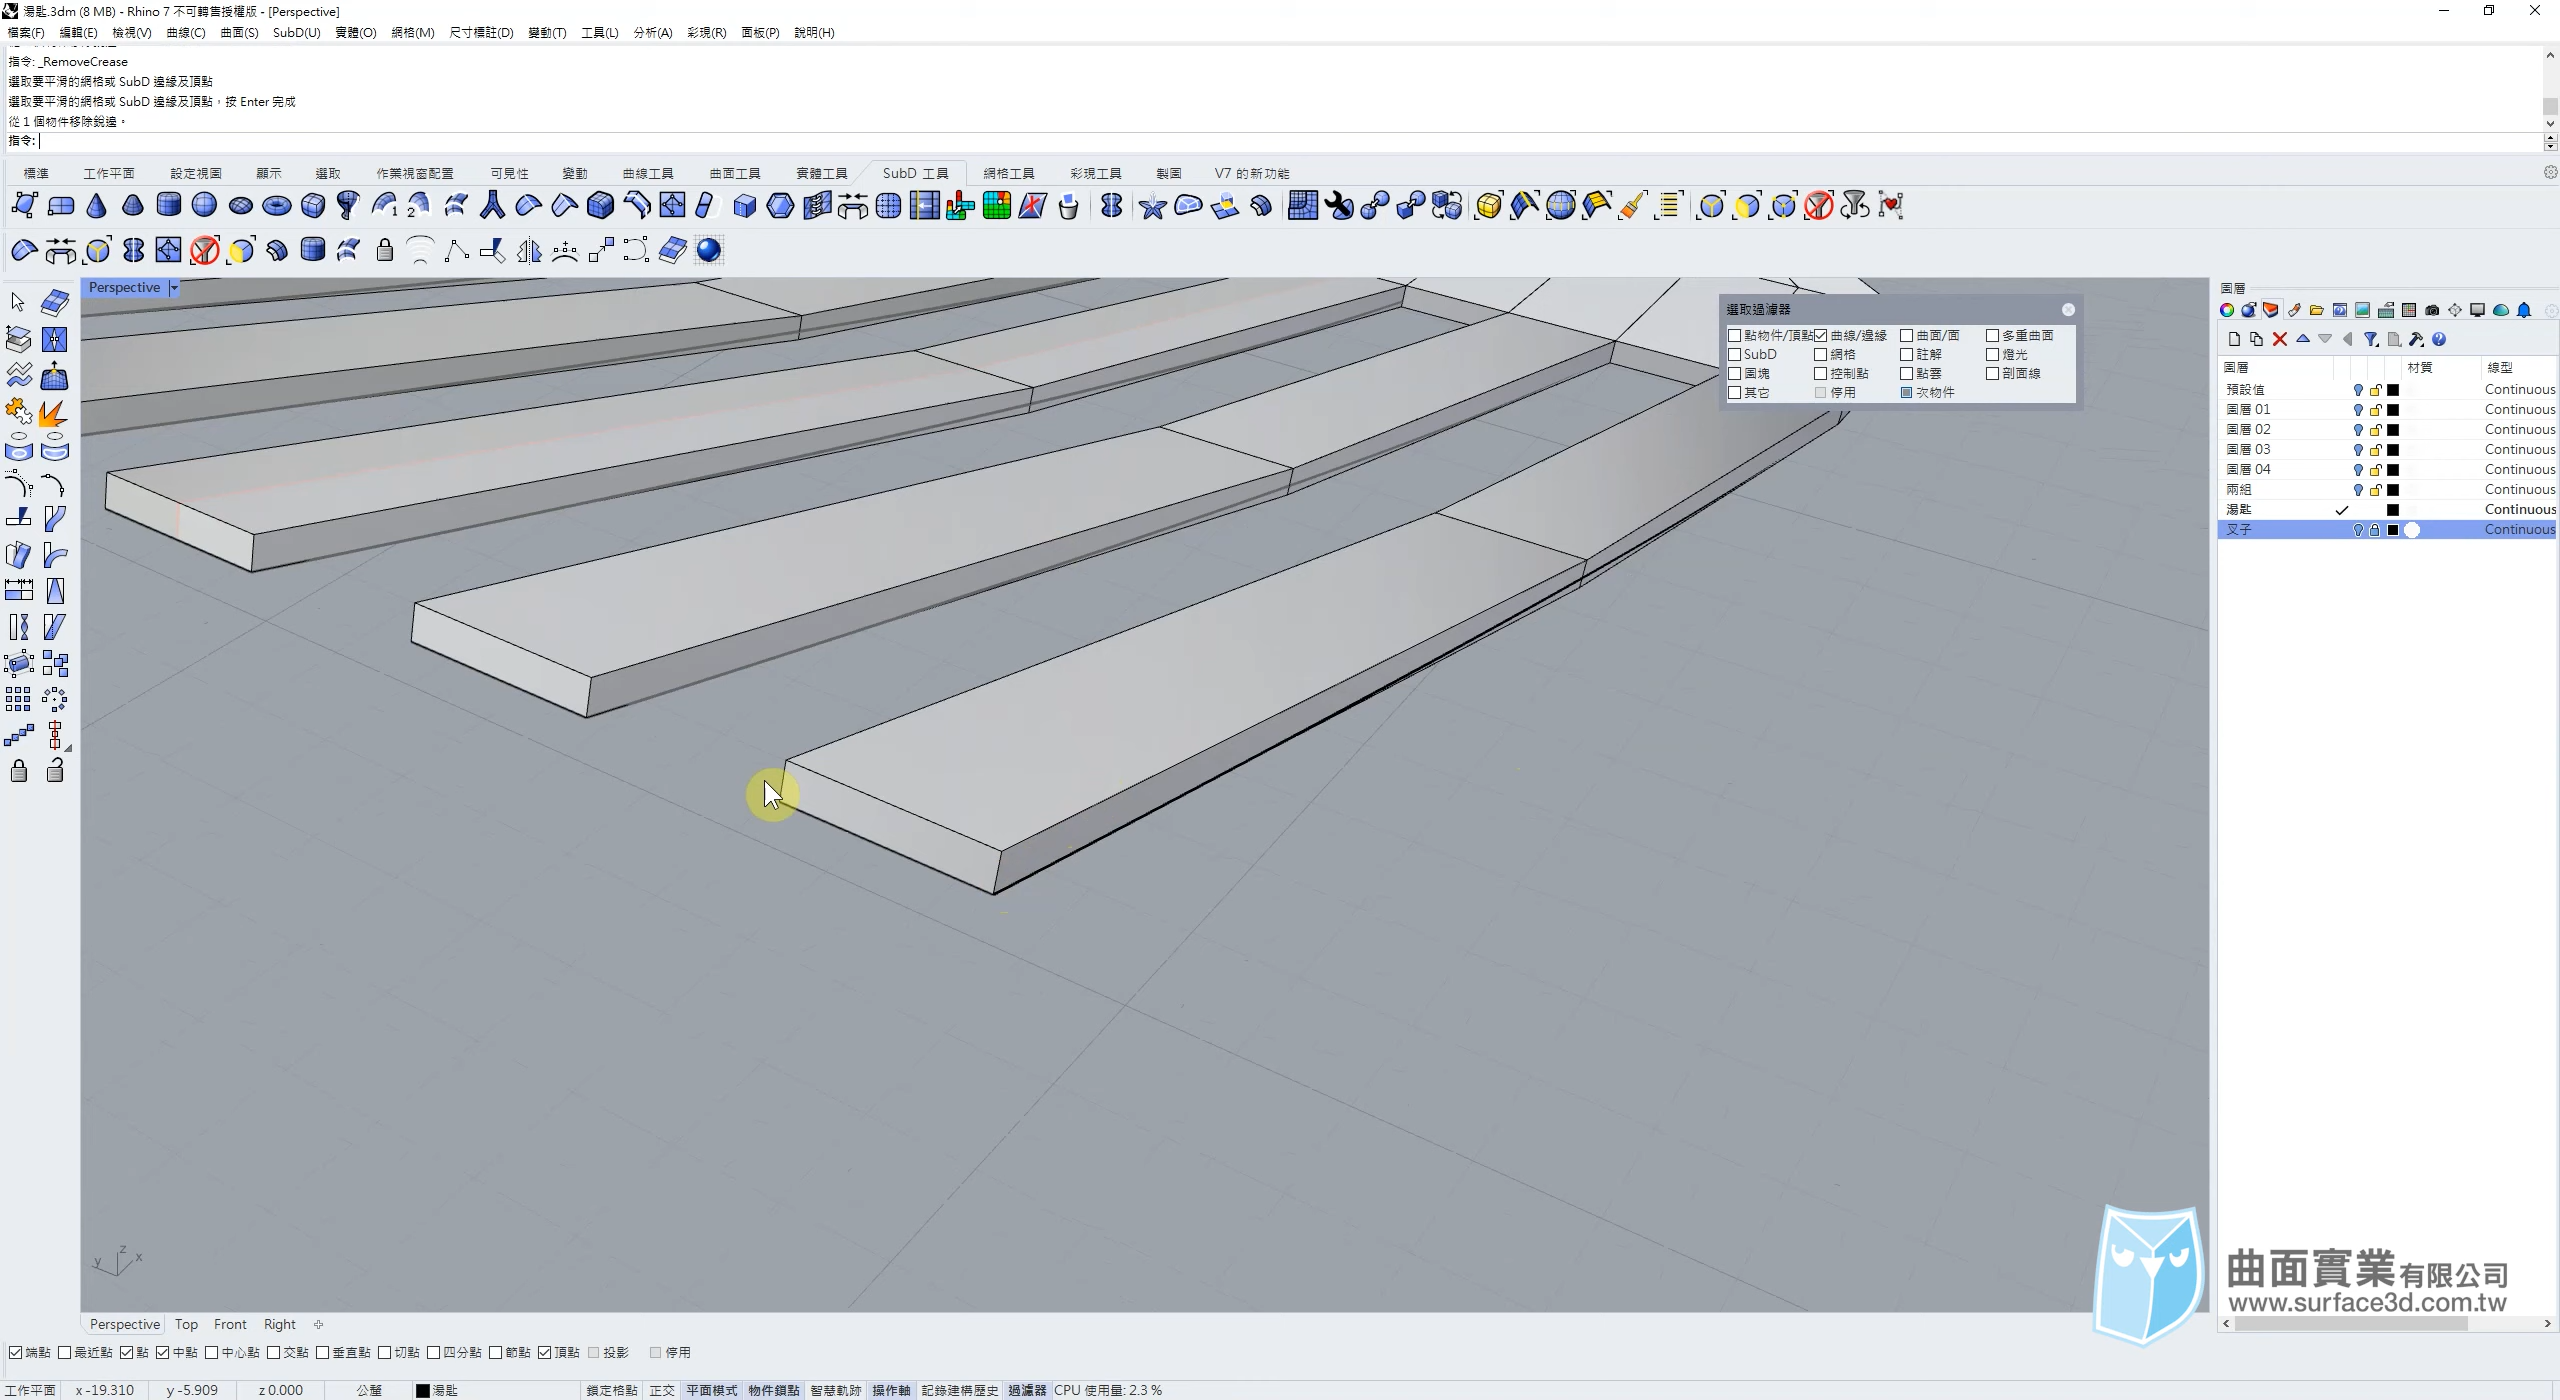 湯匙.3dm (8 MB) - Rhino 7 不可轉售授權版 - [Perspective]
檔案(F) 編輯(E) 檢視(V) 曲線(C) 曲面(S) SubD(U) 實體(O) 網格(M) 尺寸標註(D) 變動(T) 工具(L) 分析(A) 彩現(R) 面板(P) 說明(H)
指令: _RemoveCrease
選取要平滑的網格或 SubD 邊緣及頂點
選取要平滑的網格或 SubD 邊緣及頂點，按 Enter 完成
從 1 個物件移除銳邊。
指令:
標準 工作平面 設定視圖 顯示 選取 作業視窗配置 可見性 變動 曲線工具 曲面工具 實體工具 SubD 工具 網格工具 彩現工具 製圖 V7 的新功能
Perspective
選取過濾器
點物件/頂點 曲線/邊緣 曲面/面 多重曲面
SubD 網格 註解 燈光
圖塊 控制點 點雲 剖面線
其它 停用 次物件
圖層
圖層 材質 線型
預設值 Continuous
圖層 01 Continuous
圖層 02 Continuous
圖層 03 Continuous
圖層 04 Continuous
兩組 Continuous
湯匙 Continuous
叉子 Continuous
z
y x
曲面實業有限公司
www.surface3d.com.tw
Perspective Top Front Right
端點 最近點 點 中點 中心點 交點 垂直點 切點 四分點 節點 頂點 投影 停用
工作平面 x -19.310 y -5.909 z 0.000 公釐 湯匙 鎖定格點 正交 平面模式 物件鎖點 智慧軌跡 操作軸 記錄建構歷史 過濾器 CPU 使用量: 2.3 %